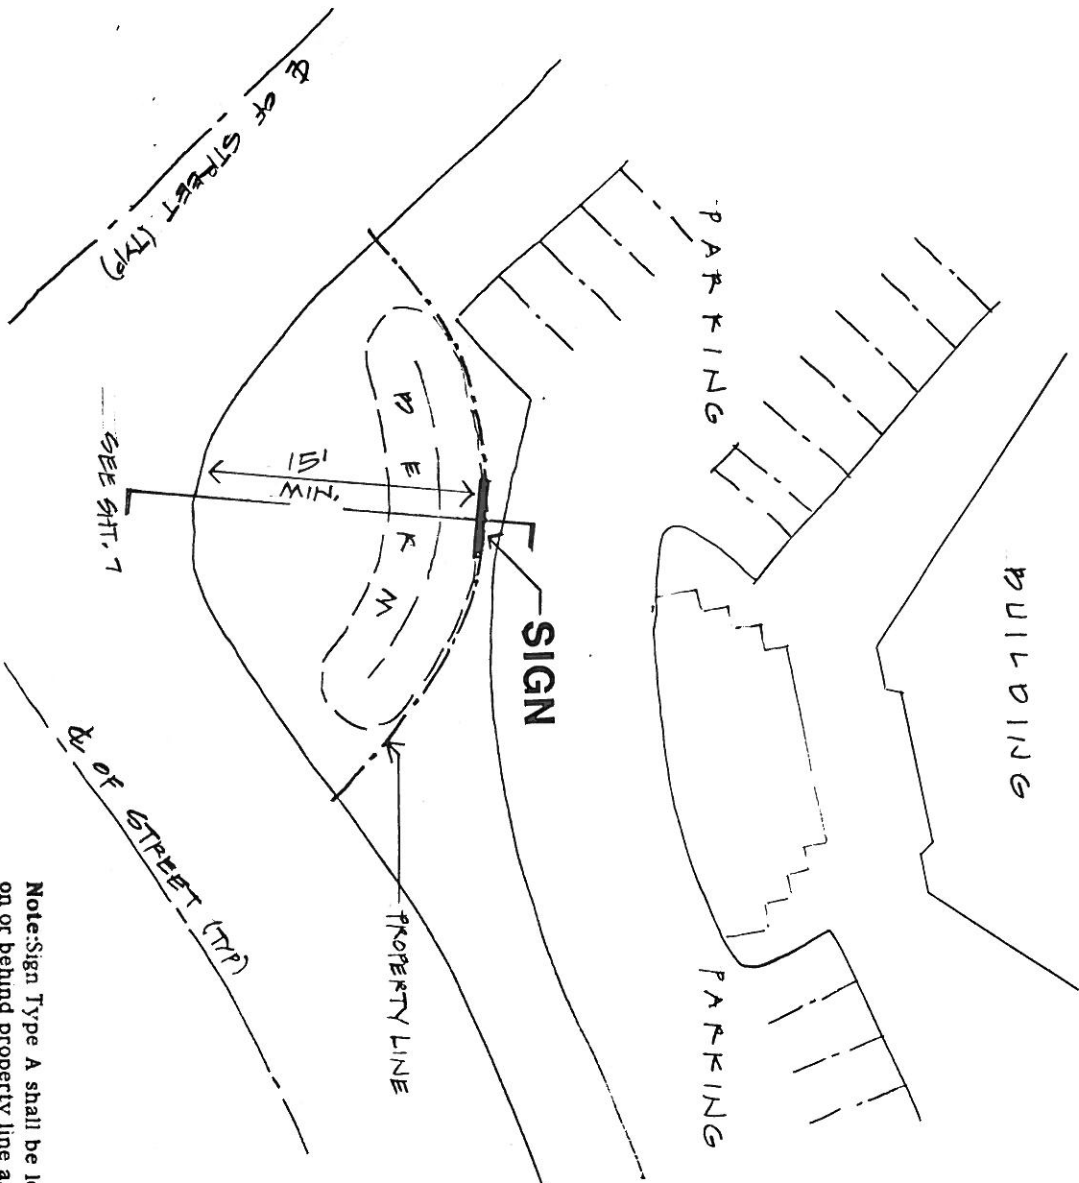 BUILDING
PARKING
PARKING
SIGN
PROPERTY LINE
BERM
15'
MIN.
SEE SHT. 7
℄ OF STREET (TYP)
℄ OF STREET (TYP)
Note:Sign Type A shall be
on or behind property line